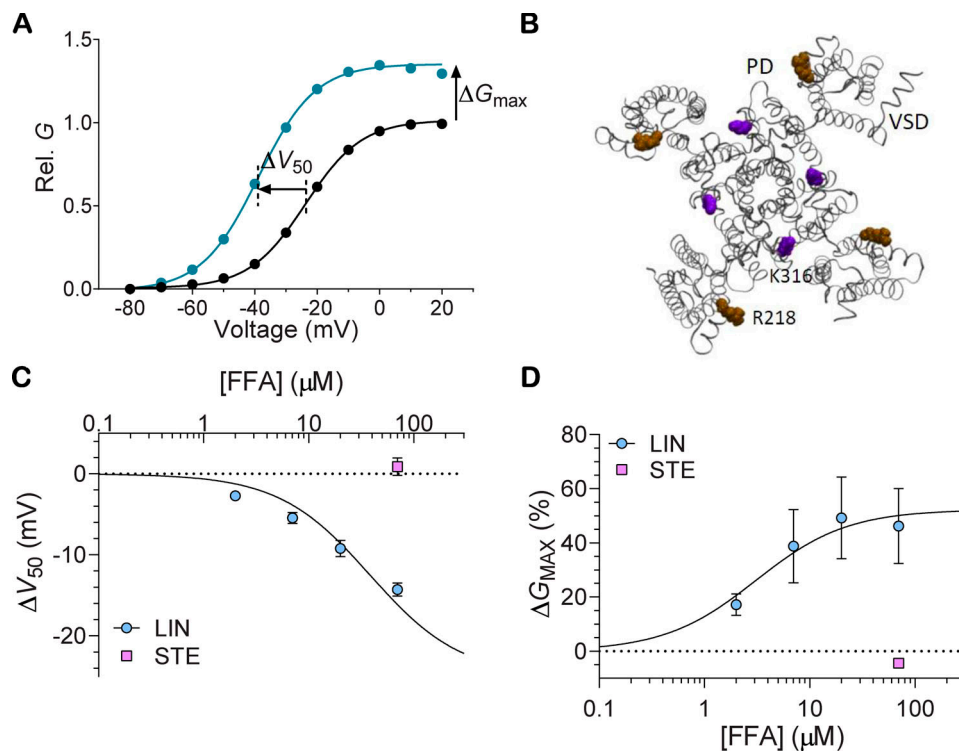 A
1.5
1.0
0.5
0.0
Rel. G
ΔGmax
ΔV50
-80 -60 -40 -20 0 20
Voltage (mV)
B
PD
VSD
K316
R218
C
[FFA] (μM)
0.1 1 10 100
0
-10
-20
ΔV50 (mV)
LIN
STE
D
80
60
40
20
0
ΔGMAX (%)
LIN
STE
0.1 1 10 100
[FFA] (μM)